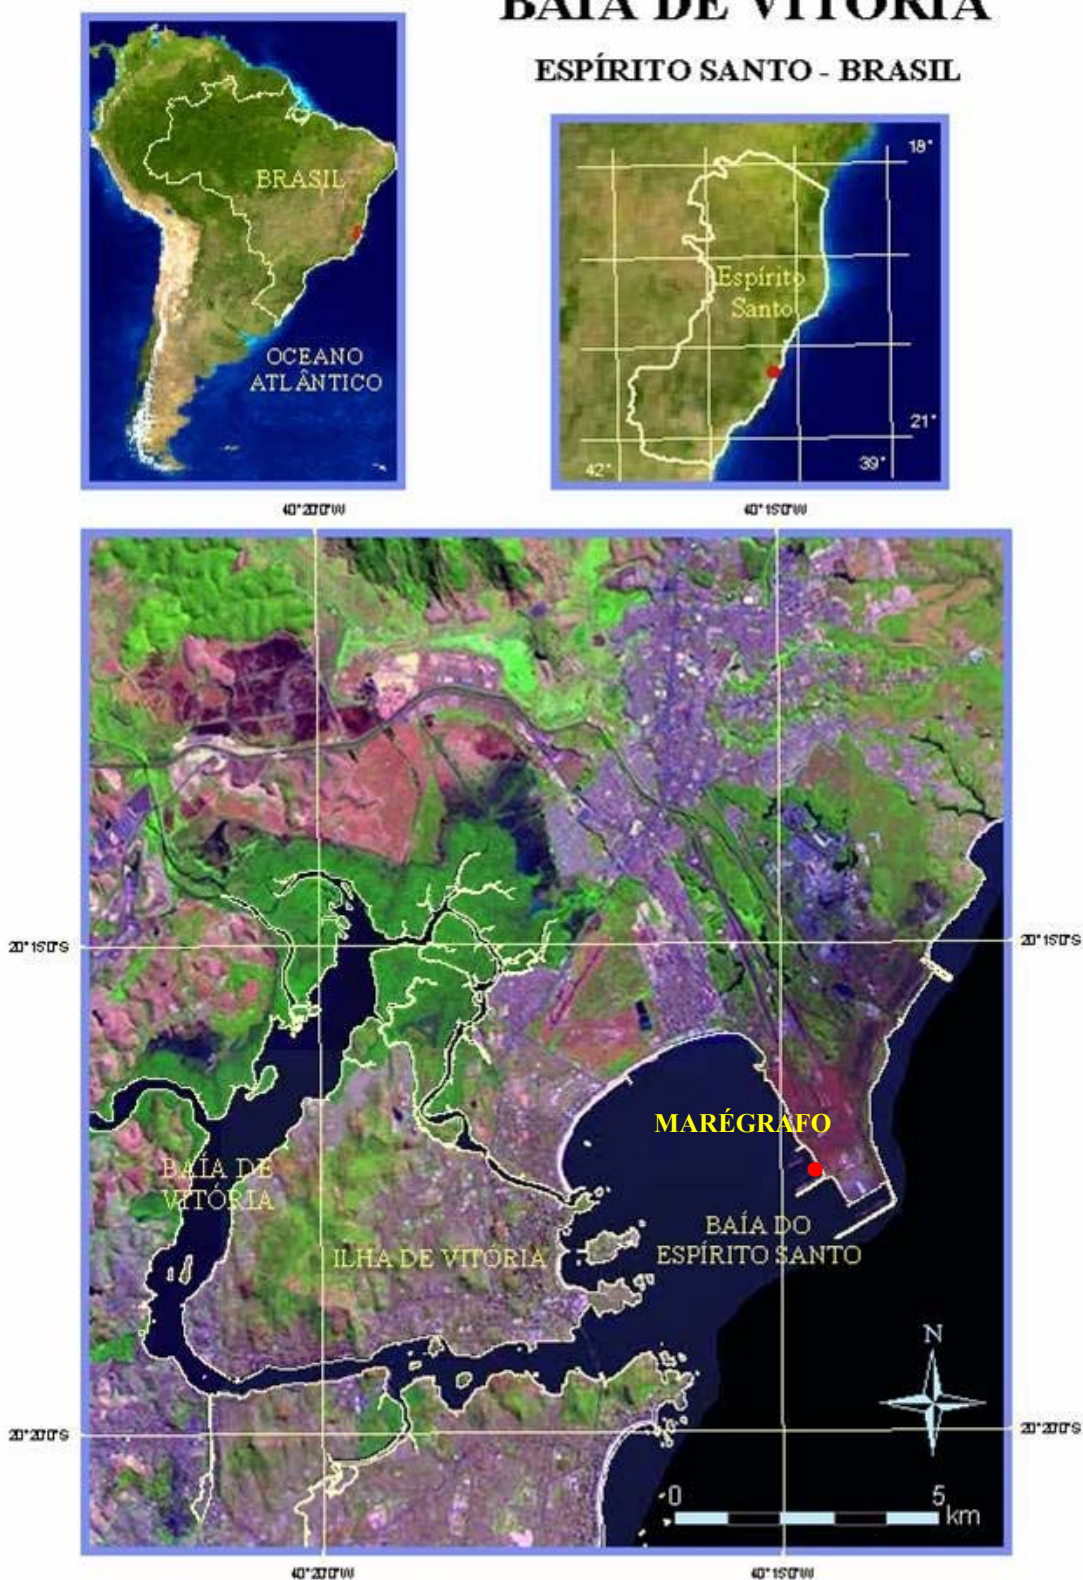 BAÍA DE VITÓRIA
ESPÍRITO SANTO - BRASIL
BRASIL
OCEANO
ATLÂNTICO
18°
Espírito
Santo
21°
42°
39°
40°20'0"W
40°15'0"W
20°15'0"S
20°15'0"S
MARÉGRAFO
BAÍA DE
VITÓRIA
BAÍA DO
ESPÍRITO SANTO
ILHA DE VITÓRIA
N
20°20'0"S
20°20'0"S
0
5
km
40°20'0"W
40°15'0"W